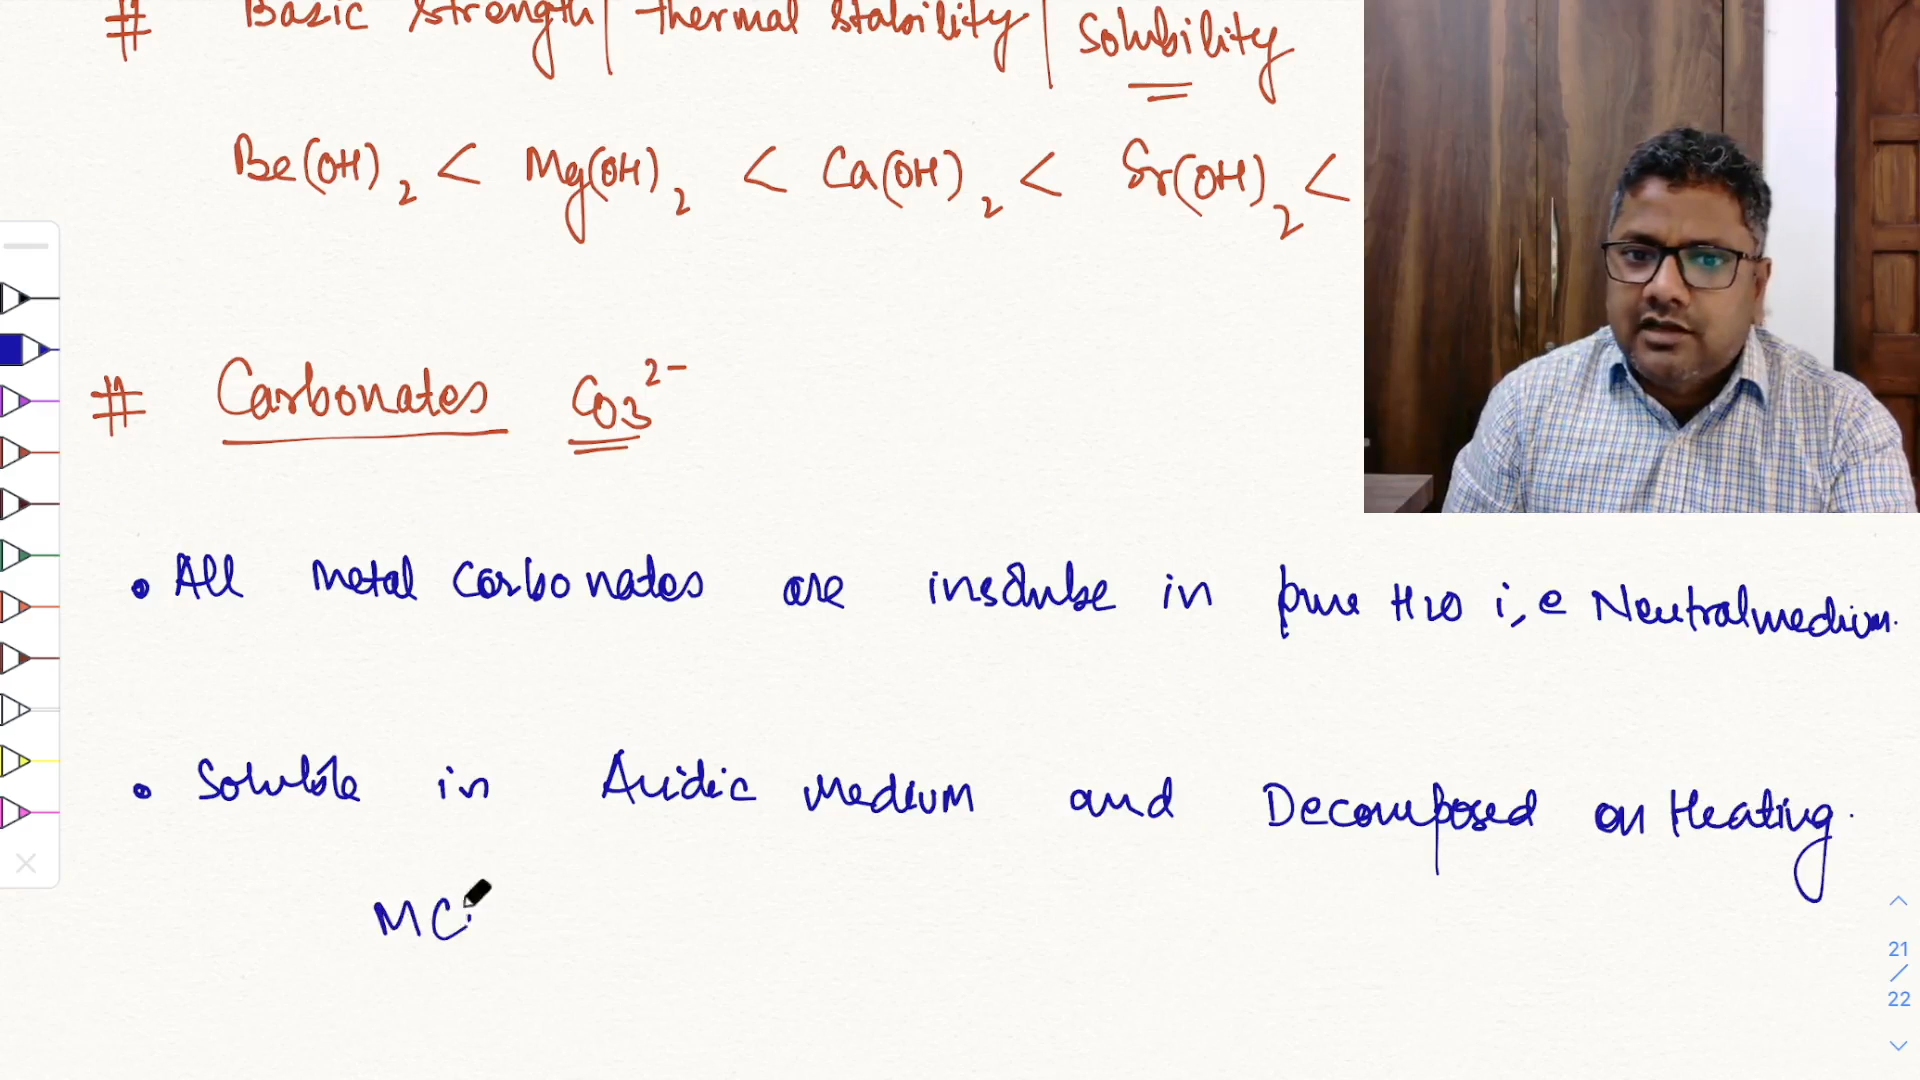 # Basic Strength | thermal stability | Solubility
Be(OH)₂ < Mg(OH)₂ < Ca(OH)₂ < Sr(OH)₂ <
# Carbonates CO₃²⁻
• All metal carbonates are insoluble in pure H₂O i,e Neutral medium.
• Soluble in Acidic Medium and Decomposed on Heating.
MC
21
/
22